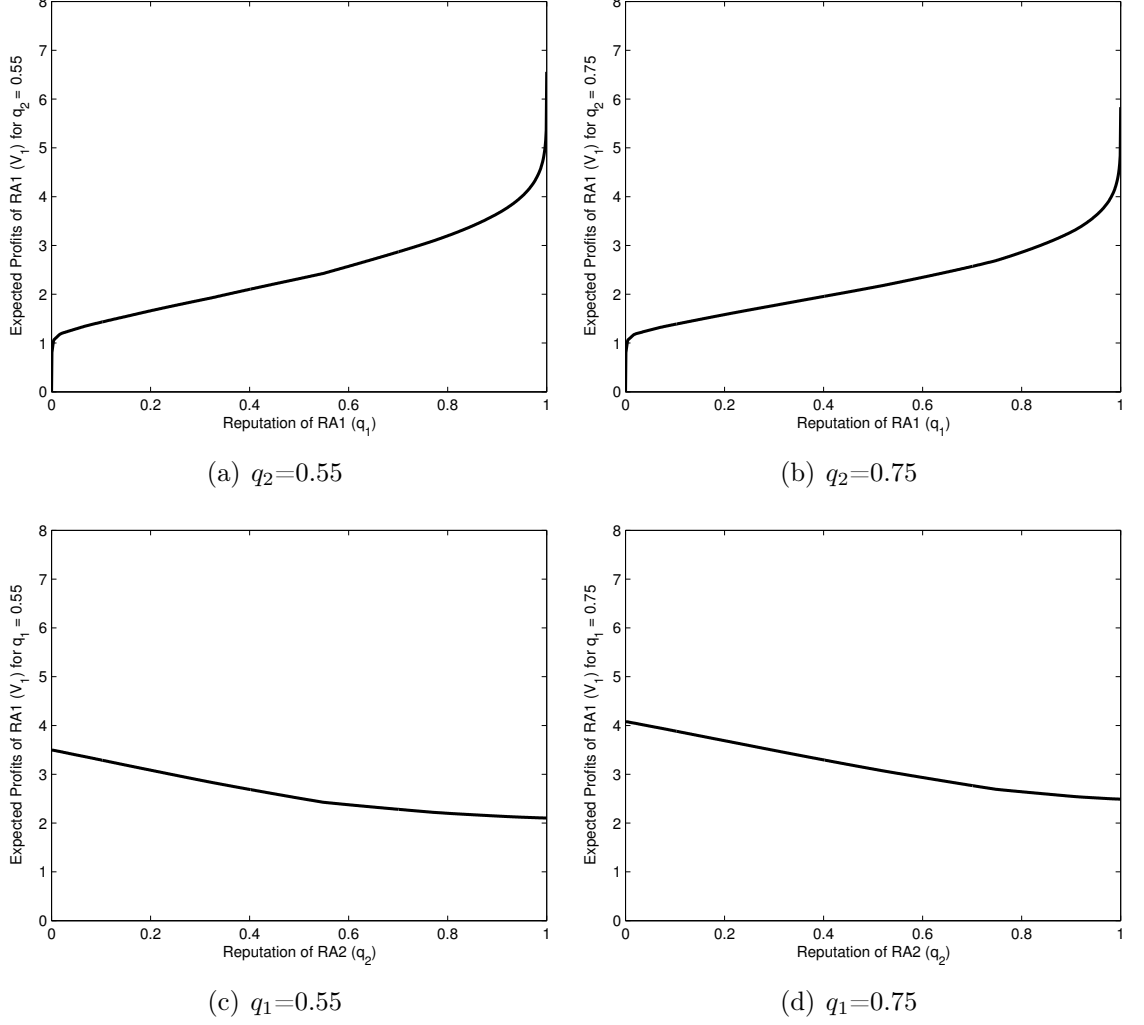 Expected Profits of RA1 (V₁) for q₂ = 0.55
8
7
6
5
4
3
2
1
0
0 0.2 0.4 0.6 0.8 1
Reputation of RA1 (q₁)
(a) q₂=0.55
Expected Profits of RA1 (V₁) for q₂ = 0.75
8
7
6
5
4
3
2
1
0
0 0.2 0.4 0.6 0.8 1
Reputation of RA1 (q₁)
(b) q₂=0.75
Expected Profits of RA1 (V₁) for q₁ = 0.55
8
7
6
5
4
3
2
1
0
0 0.2 0.4 0.6 0.8 1
Reputation of RA2 (q₂)
(c) q₁=0.55
Expected Profits of RA1 (V₁) for q₁ = 0.75
8
7
6
5
4
3
2
1
0
0 0.2 0.4 0.6 0.8 1
Reputation of RA2 (q₂)
(d) q₁=0.75